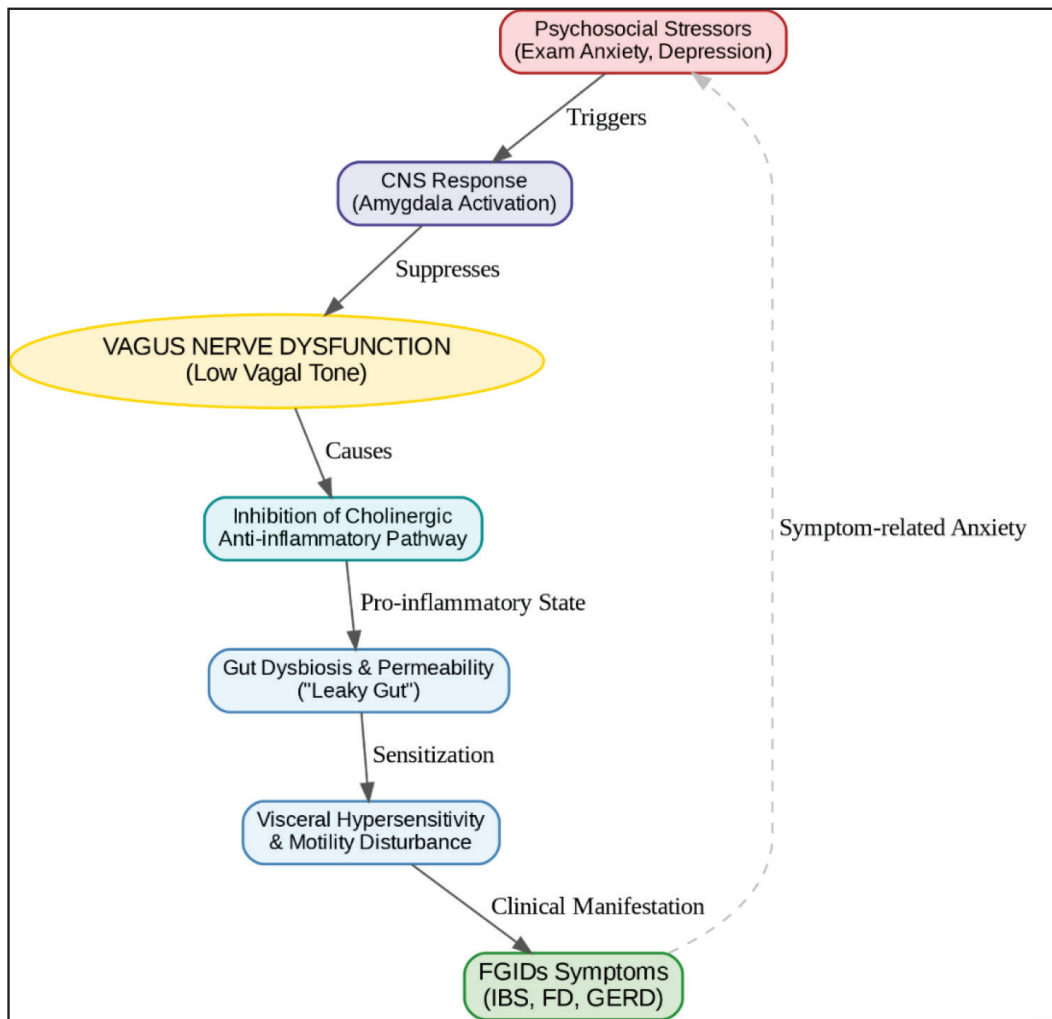 Psychosocial Stressors
(Exam Anxiety, Depression)
Triggers
CNS Response
(Amygdala Activation)
Suppresses
VAGUS NERVE DYSFUNCTION
(Low Vagal Tone)
Causes
Inhibition of Cholinergic
Anti-inflammatory Pathway
Symptom-related Anxiety
Pro-inflammatory State
Gut Dysbiosis & Permeability
("Leaky Gut")
Sensitization
Visceral Hypersensitivity
& Motility Disturbance
Clinical Manifestation
FGIDs Symptoms
(IBS, FD, GERD)